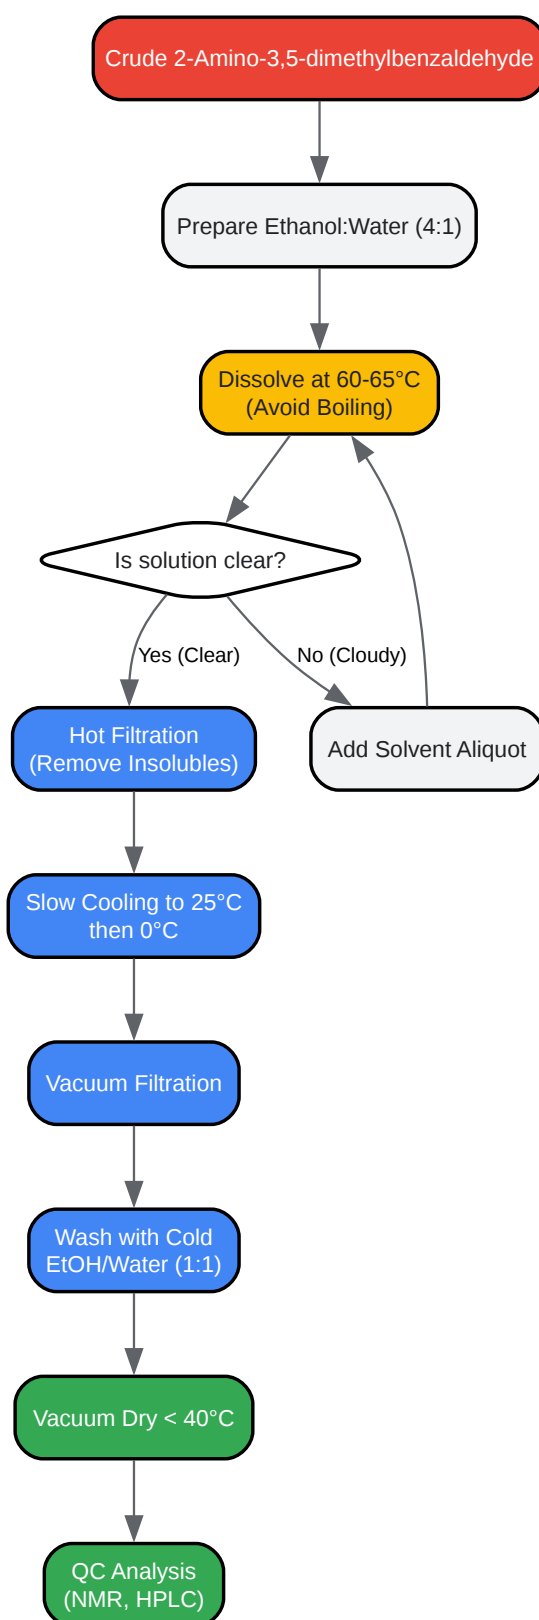 Crude 2-Amino-3,5-dimethylbenzaldehyde
Prepare Ethanol:Water (4:1)
Dissolve at 60-65°C
(Avoid Boiling)
Is solution clear?
Yes (Clear)
No (Cloudy)
Hot Filtration
(Remove Insolubles)
Add Solvent Aliquot
Slow Cooling to 25°C
then 0°C
Vacuum Filtration
Wash with Cold
EtOH/Water (1:1)
Vacuum Dry < 40°C
QC Analysis
(NMR, HPLC)